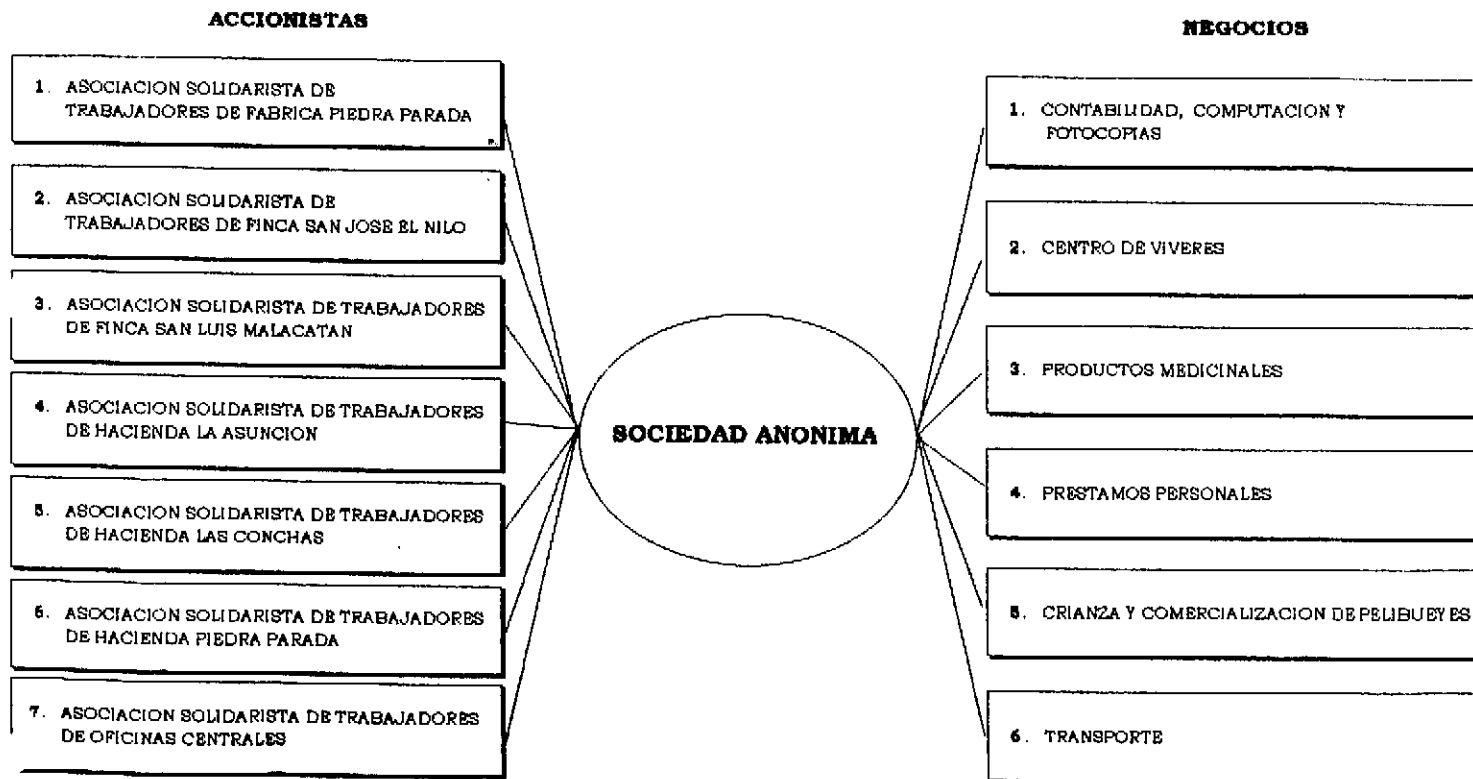 ACCIONISTAS
1. ASOCIACION SOLIDARISTA DE
TRABAJADORES DE FABRICA PIEDRA PARADA
2. ASOCIACION SOLIDARISTA DE
TRABAJADORES DE FINCA SAN JOSE EL NILO
3. ASOCIACION SOLIDARISTA DE TRABAJADORES
DE FINCA SAN LUIS MALACATAN
4. ASOCIACION SOLIDARISTA DE TRABAJADORES
DE HACIENDA LA ASUNCION
5. ASOCIACION SOLIDARISTA DE TRABAJADORES
DE HACIENDA LAS CONCHAS
6. ASOCIACION SOLIDARISTA DE TRABAJADORES
DE HACIENDA PIEDRA PARADA
7. ASOCIACION SOLIDARISTA DE TRABAJADORES
DE OFICINAS CENTRALES
SOCIEDAD ANONIMA
NEGOCIOS
1. CONTABILIDAD, COMPUTACION Y
FOTOCOPIAS
2. CENTRO DE VIVERES
3. PRODUCTOS MEDICINALES
4. PRESTAMOS PERSONALES
5. CRIANZA Y COMERCIALIZACION DE PELIBUEYES
6. TRANSPORTE